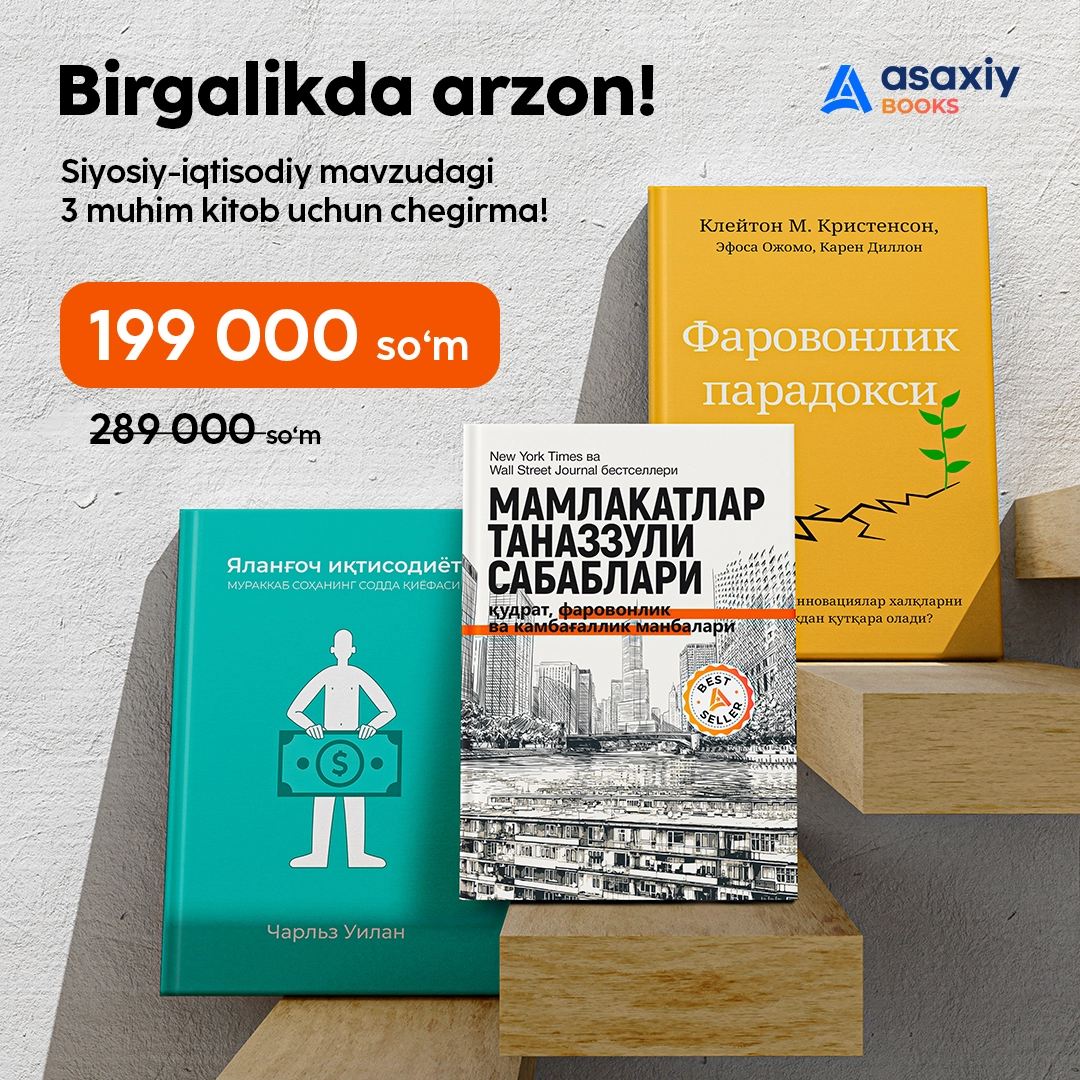 Birgalikda arzon!
asaxiy
BOOKS
Siyosiy-iqtisodiy mavzudagi
3 muhim kitob uchun chegirma!
199 000 so‘m
289 000 so‘m
Клейтон М. Кристенсон,
Эфоса Ожомо, Карен Диллон
Фаровонлик
парадокси
халқларни
қутқара олади?
New York Times ва
Wall Street Journal бестселлери
МАМЛАКАТЛАР
ТАНАЗЗУЛИ
САБАБЛАРИ
қудрат, фаровонлик
ва камбағаллик манбалари
BEST
SELLER
Яланғоч иқтисодиёт
МУРАККАБ СОҲАНИНГ СОДДА ҚИЁФАСИ
$
Чарльз Уилан